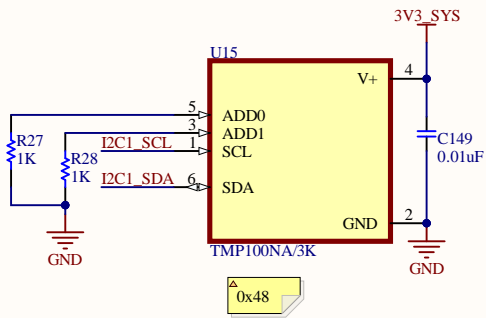 3V3_SYS
U15
V+ 4
5 ADD0
3 ADD1
I2C1_SCL 1 SCL
I2C1_SDA 6 SDA
R27
1K
R28
1K
C149
0.01uF
GND 2
GND
TMP100NA/3K
GND
0x48